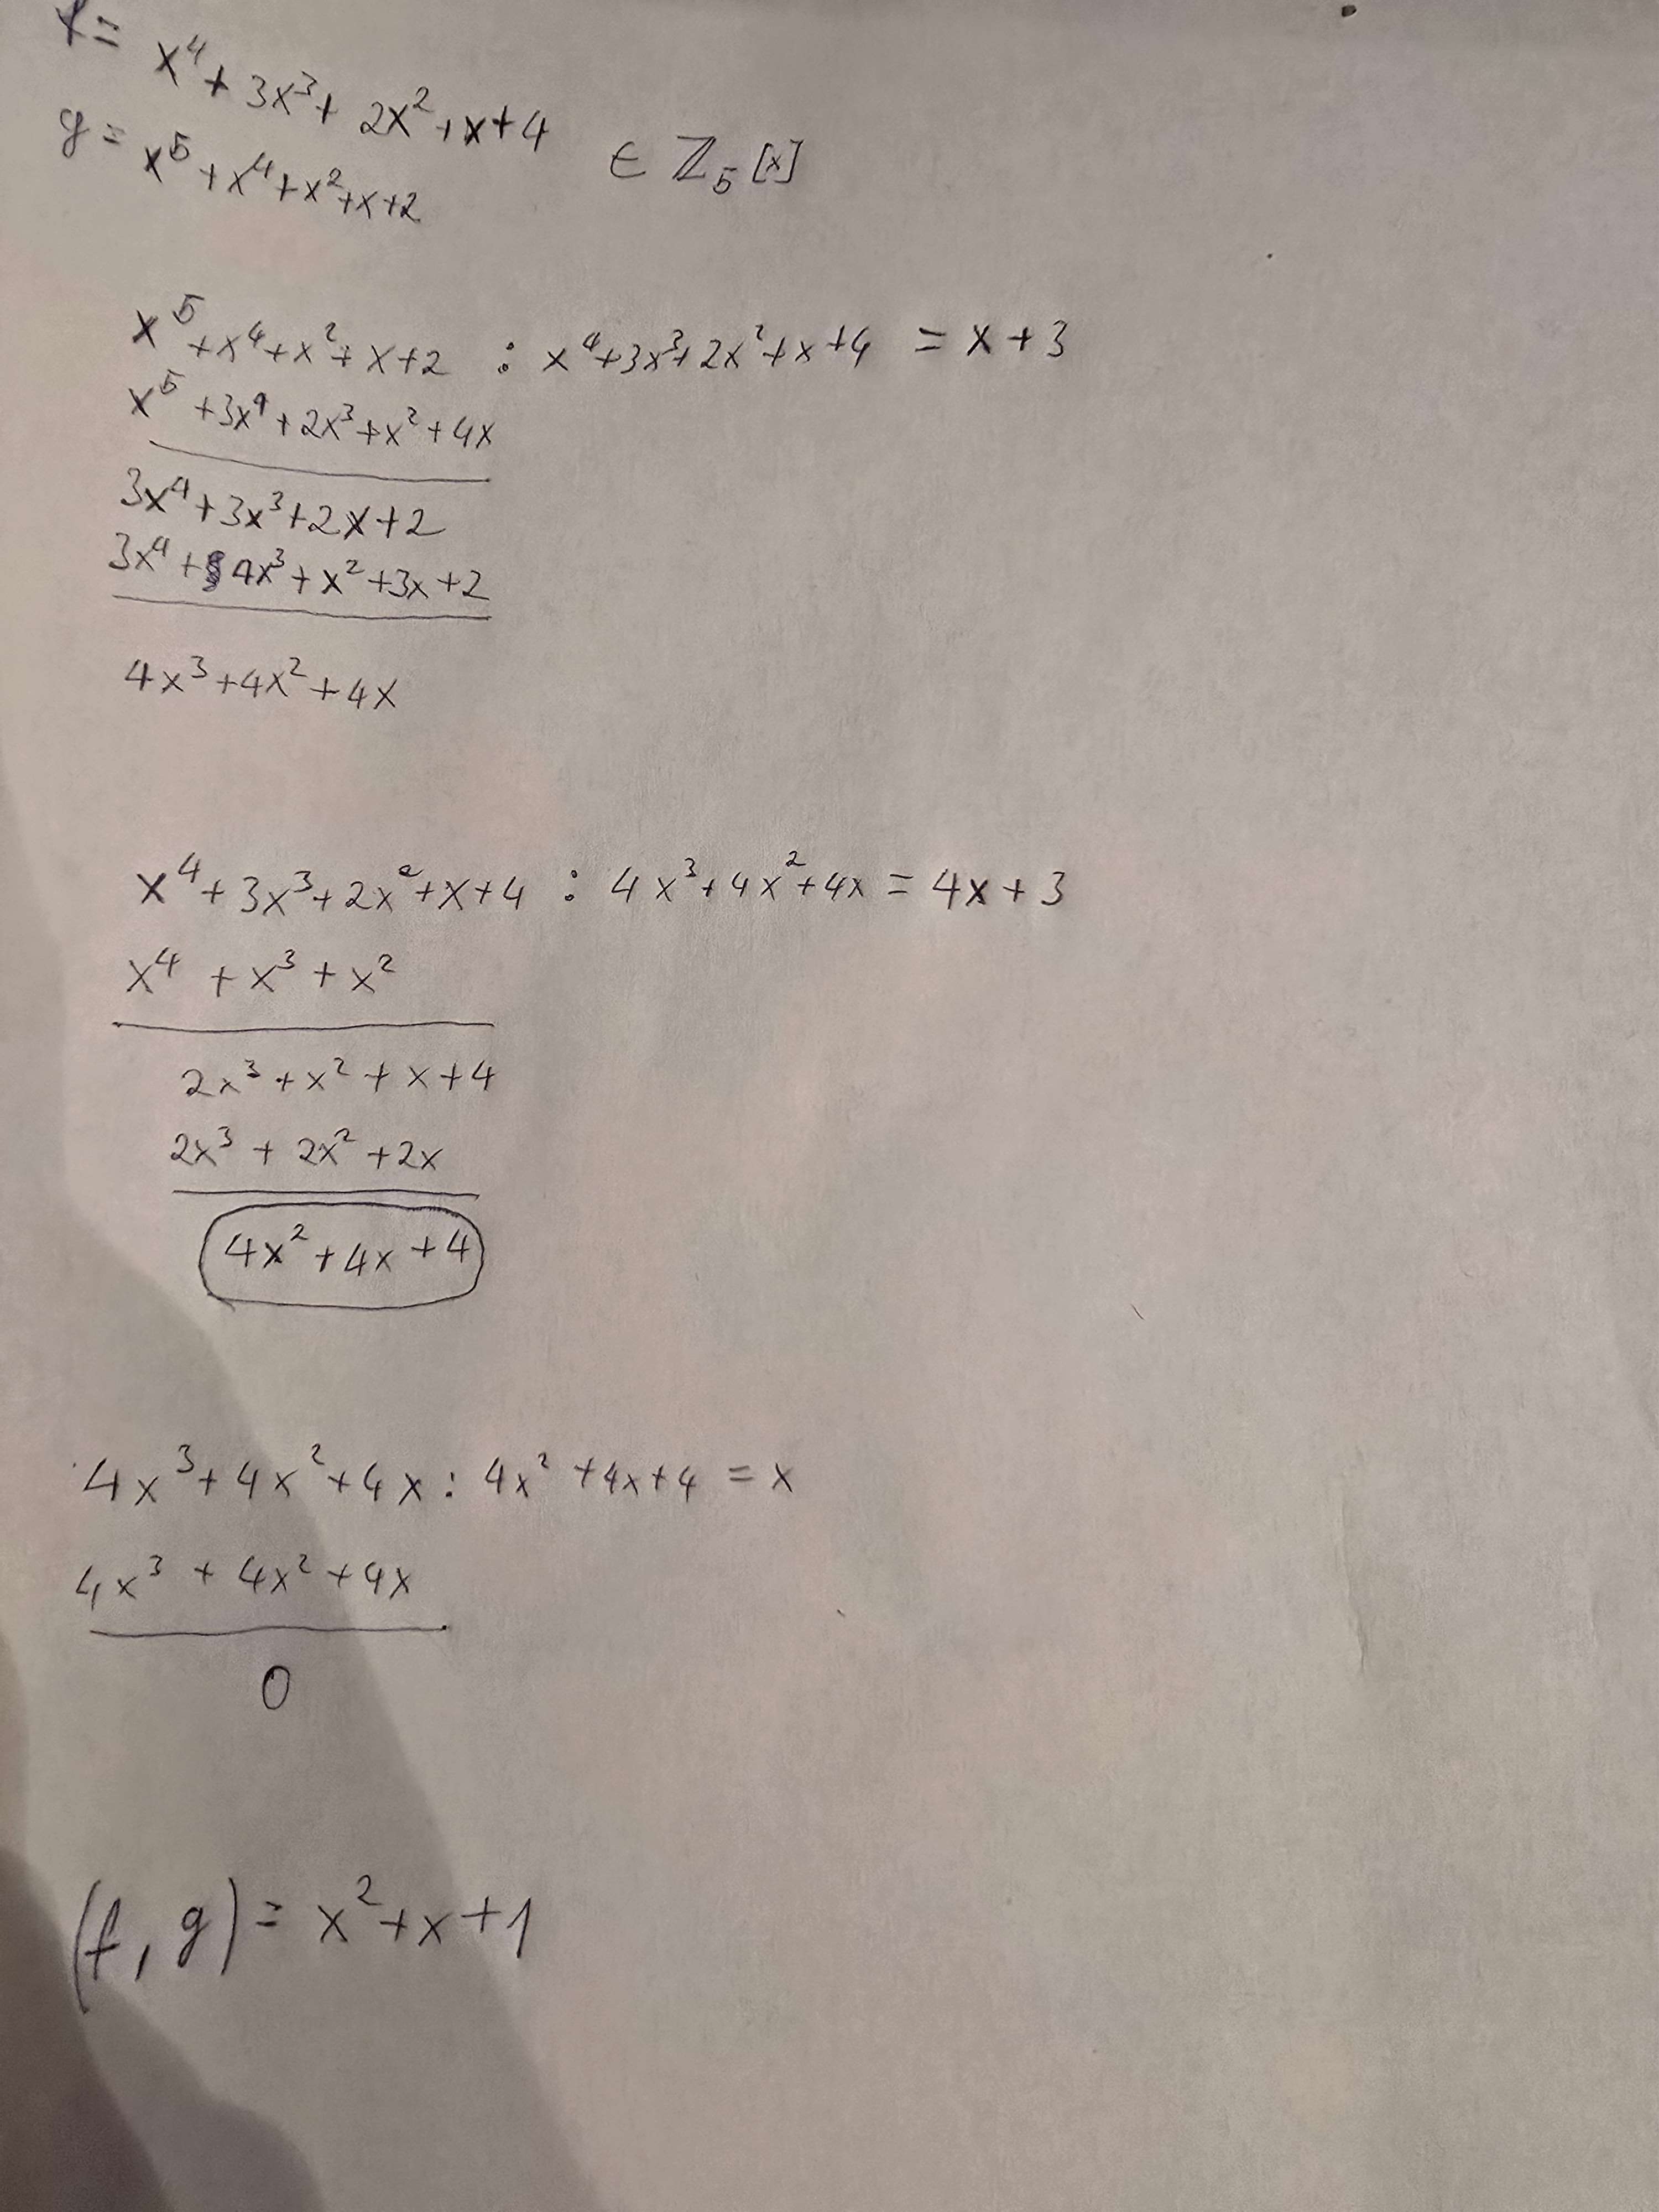 f = x⁴ + 3x³ + 2x² + x + 4
g = x⁵ + x⁴ + x² + x + 2 ∈ ℤ₅[x]
x⁵ + x⁴ + x² + x + 2 : x⁴ + 3x³ + 2x² + x + 4 = x + 3
x⁵ + 3x⁴ + 2x³ + x² + 4x
3x⁴ + 3x³ + 2x + 2
3x⁴ + 4x³ + x² + 3x + 2
4x³ + 4x² + 4x
x⁴ + 3x³ + 2x² + x + 4 : 4x³ + 4x² + 4x = 4x + 3
x⁴ + x³ + x²
2x³ + x² + x + 4
2x³ + 2x² + 2x
4x² + 4x + 4
4x³ + 4x² + 4x : 4x² + 4x + 4 = x
4x³ + 4x² + 4x
0
(f, g) = x² + x + 1